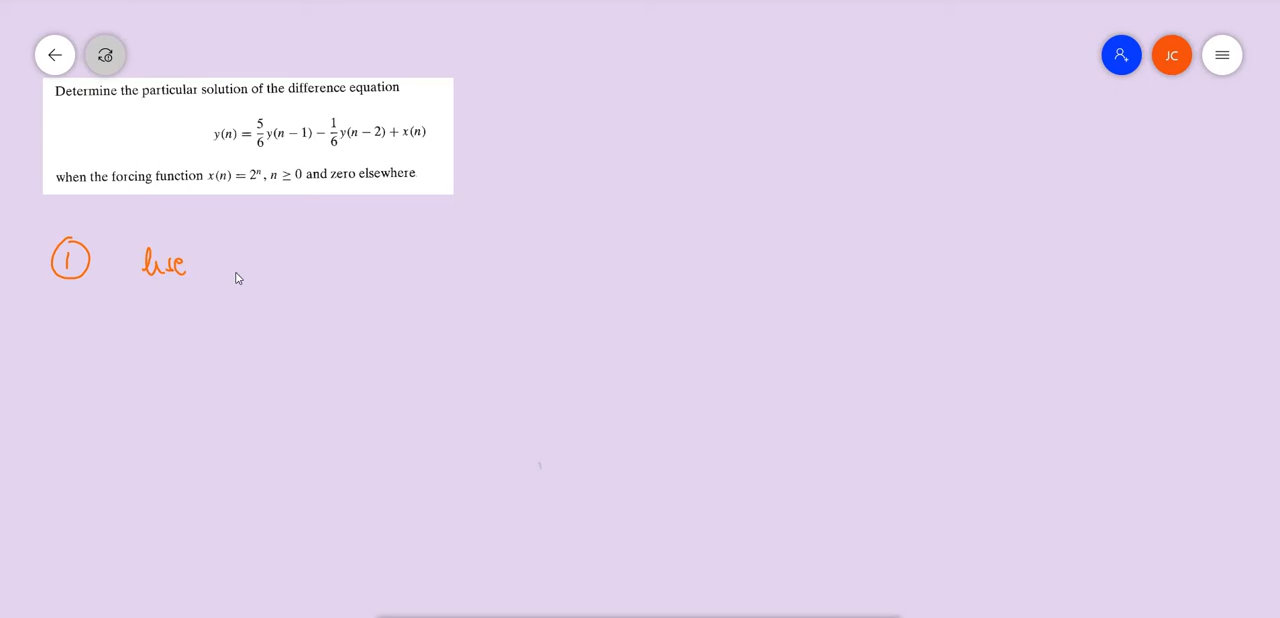 JC
Determine the particular solution of the difference equation
y(n) = 5/6 y(n − 1) − 1/6 y(n − 2) + x(n)
when the forcing function x(n) = 2ⁿ, n ≥ 0 and zero elsewhere
① use